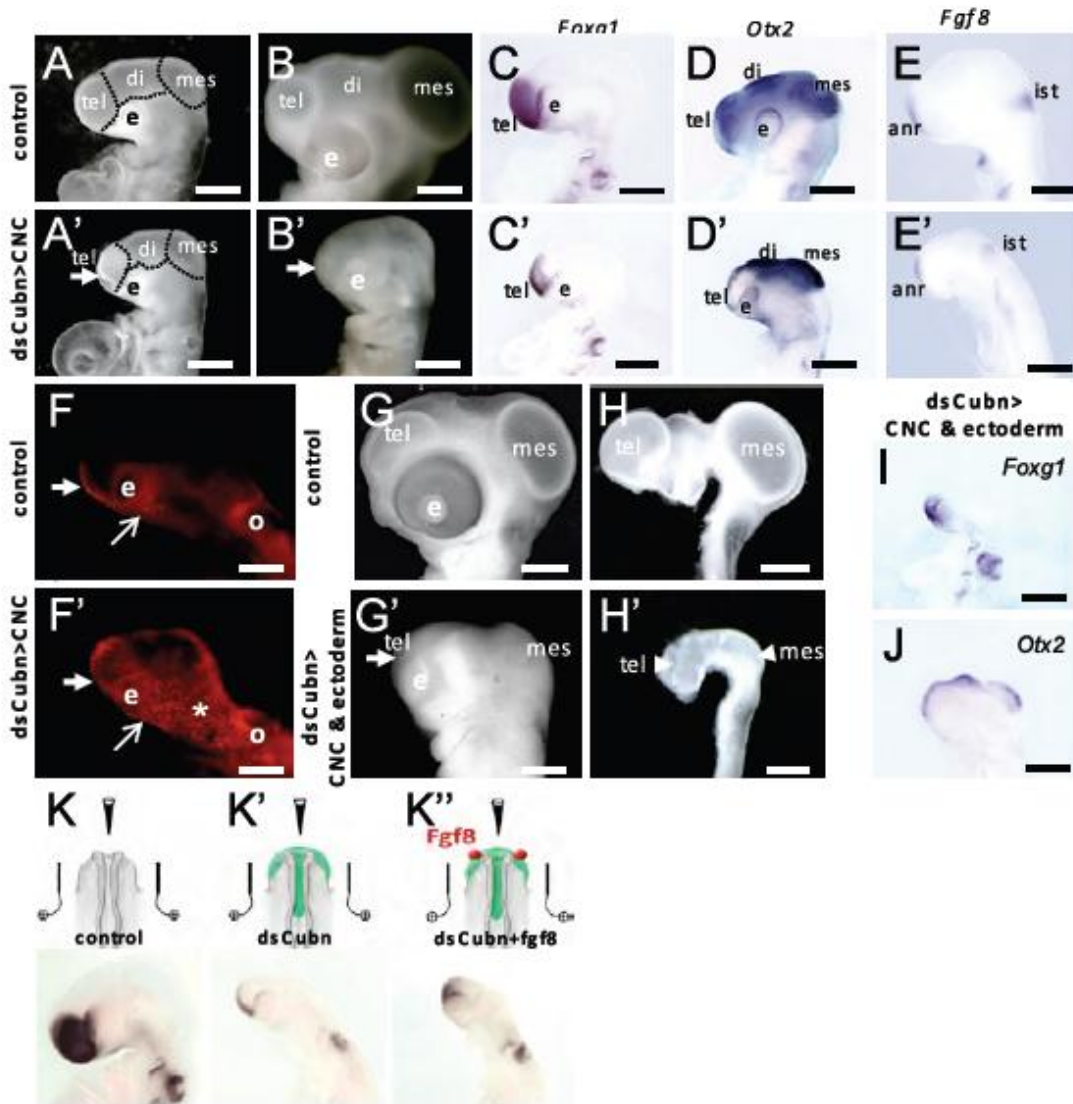 Foxg1 Otx2 Fgf8
control
A tel di mes e
B tel di mes e
C tel e
D di mes tel e
E ist anr
dsCubn>CNC
A' tel di mes e
B' e
C' tel e
D' di mes tel e
E' ist anr
control
F e o
control
G tel mes e
H tel mes
dsCubn>
CNC & ectoderm
I Foxg1
dsCubn>CNC
F' e * o
dsCubn>
CNC & ectoderm
G' tel mes e
H' tel mes
J Otx2
K K' K''
Fgf8
control dsCubn dsCubn+fgf8